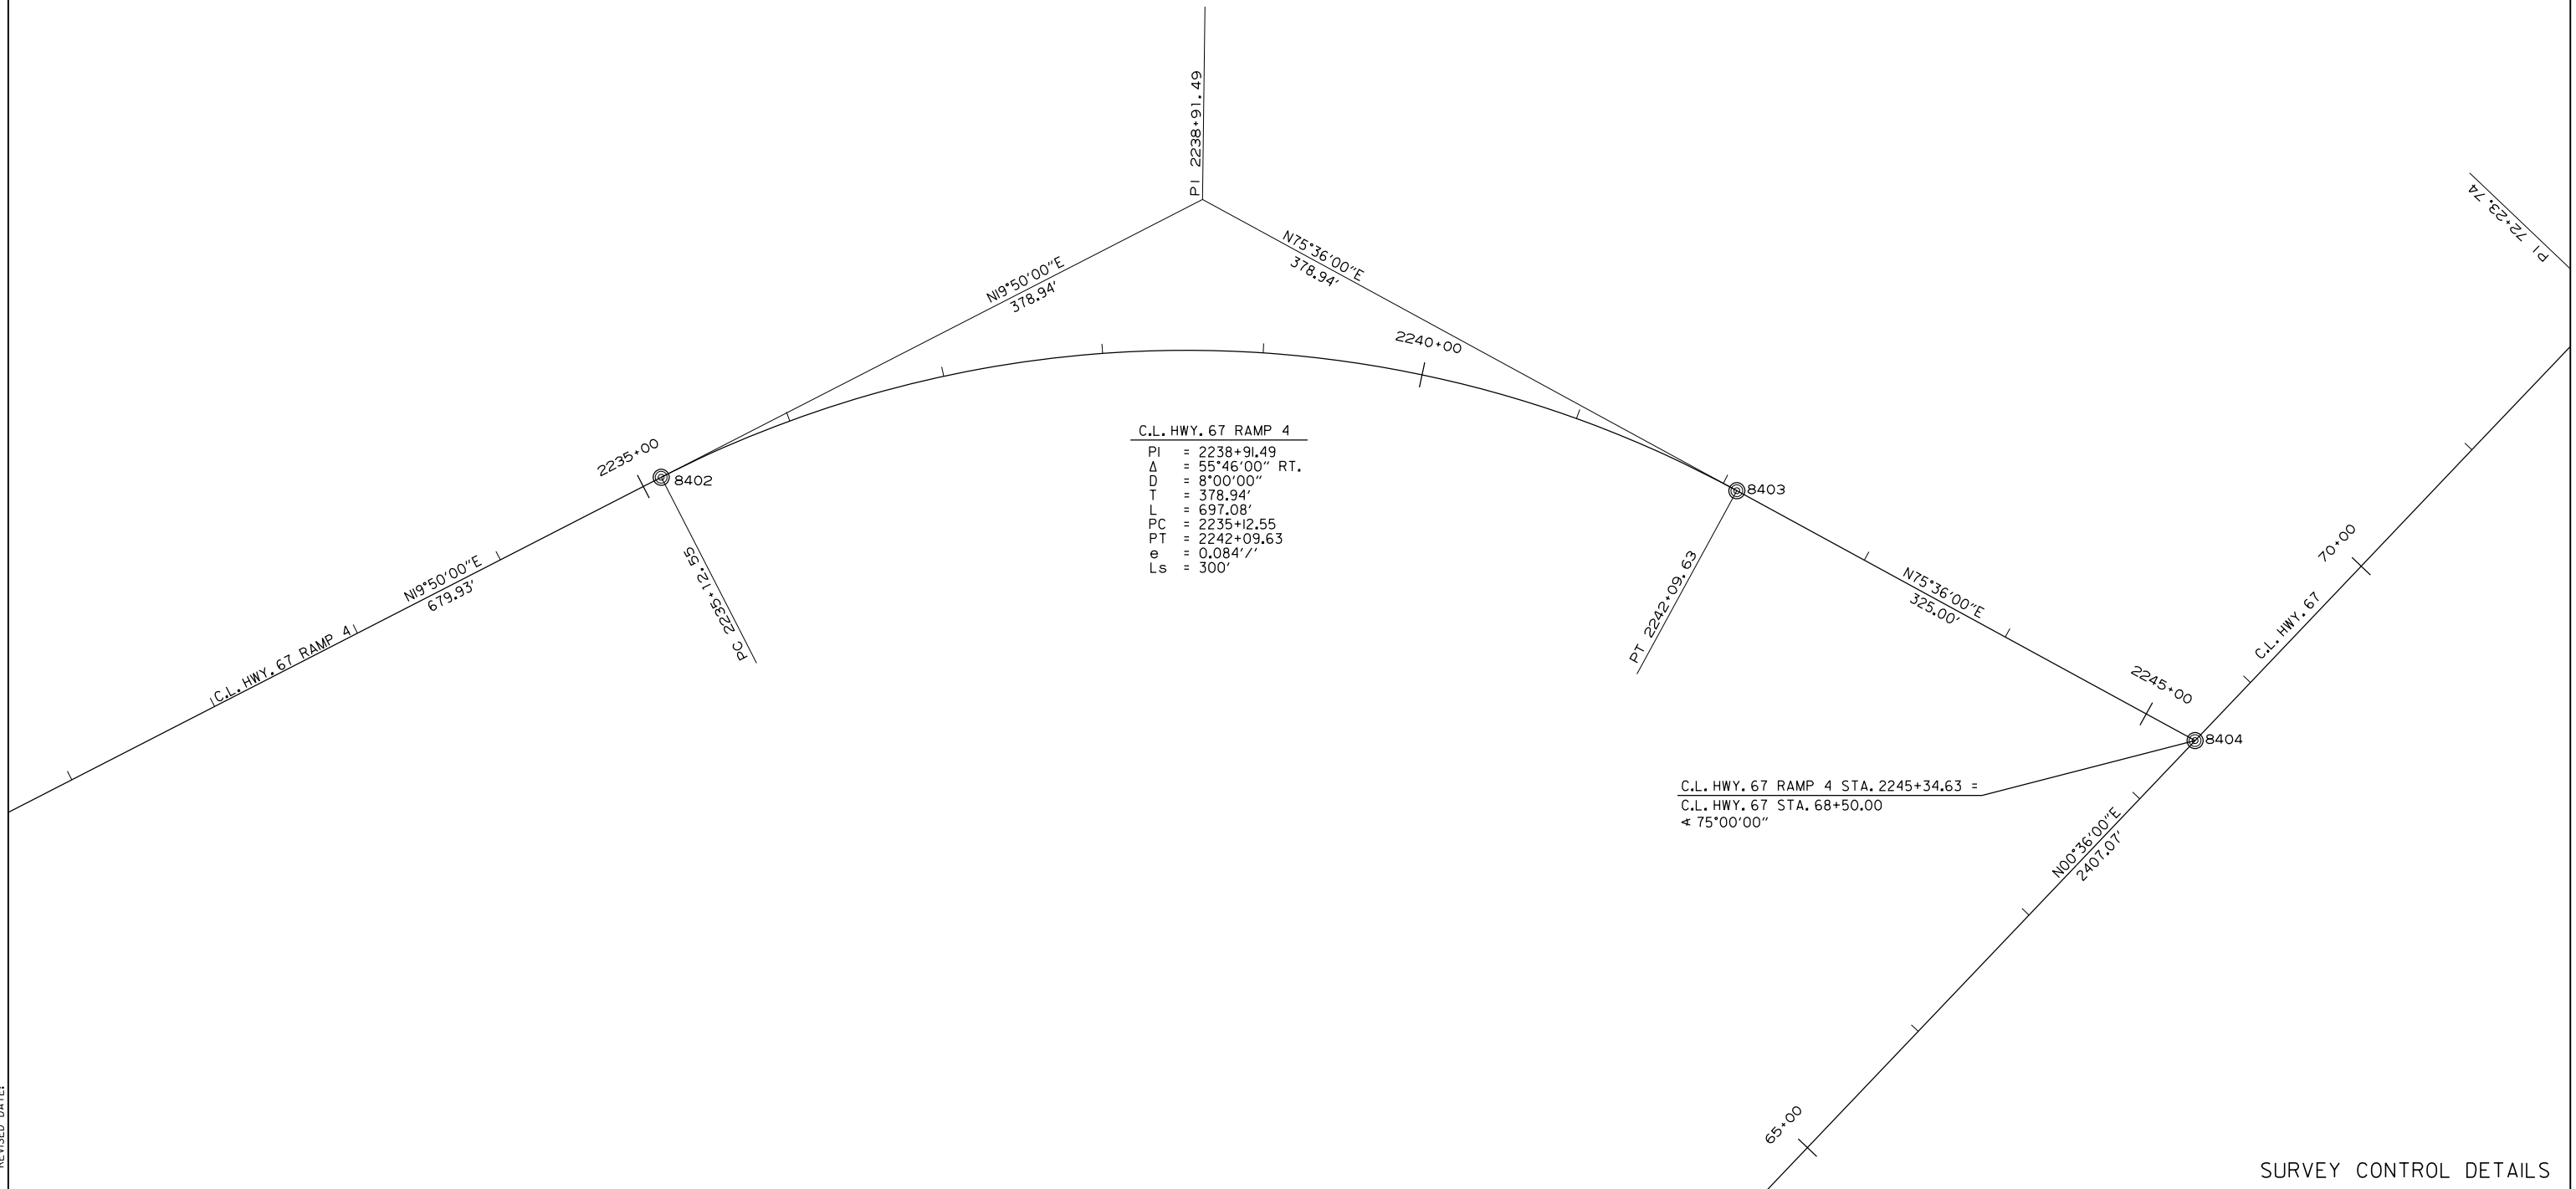 PI 2238+91.49
PI 72+23.74
N19°50'00"E
378.94'
N75°36'00"E
378.94'
2240+00
2235+00
8402
8403
C.L. HWY. 67 RAMP 4
PI = 2238+91.49
Δ = 55°46'00" RT.
D = 8°00'00"
T = 378.94'
L = 697.08'
PC = 2235+12.55
PT = 2242+09.63
e = 0.084'/'
Ls = 300'
N19°50'00"E
679.93'
C.L. HWY. 67 RAMP 4
PC 2235+12.55
PT 2242+09.63
N75°36'00"E
325.00'
70+00
C.L. HWY. 67
2245+00
8404
C.L. HWY. 67 RAMP 4 STA. 2245+34.63 =
C.L. HWY. 67 STA. 68+50.00
∢ 75°00'00"
N00°36'00"E
2407.07'
65+00
REVISED DATE:
SURVEY CONTROL DETAILS